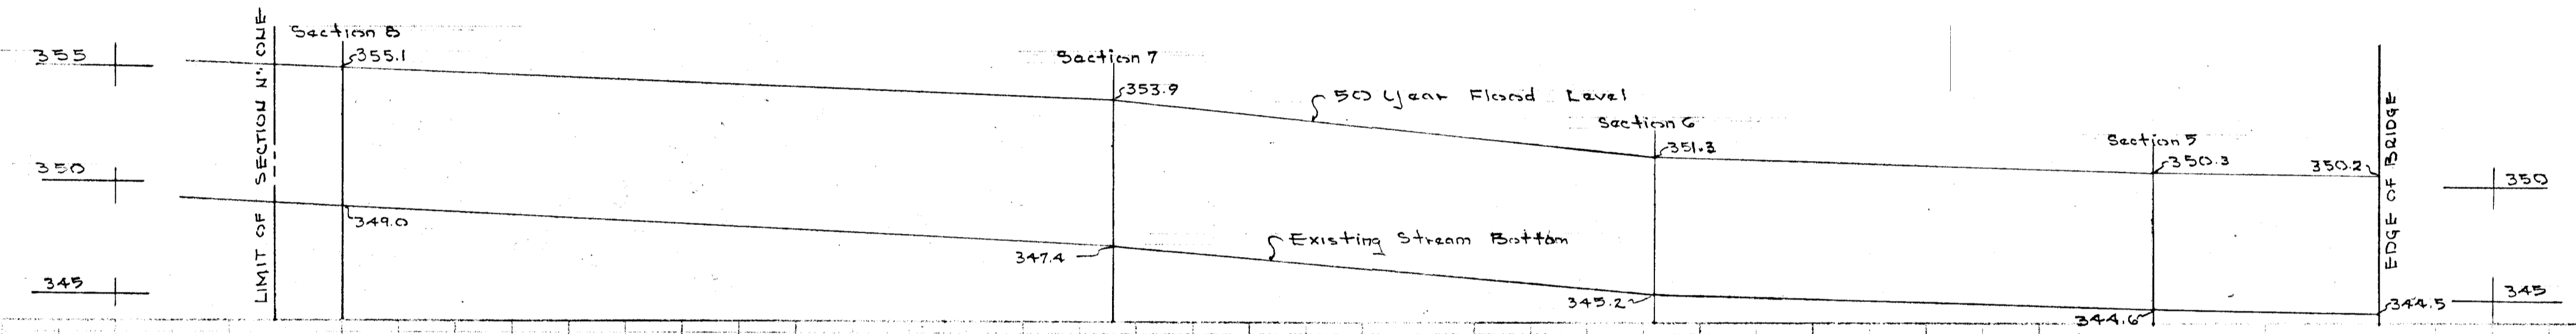 355
350
345
LIMIT OF SECTION No. ONE
Section 8
355.1
349.0
Section 7
353.9
347.4
50 Year Flood Level
Existing Stream Bottom
Section 6
351.3
345.2
Section 5
350.3
344.6
350.2
344.5
EDGE OF BRIDGE
350
345